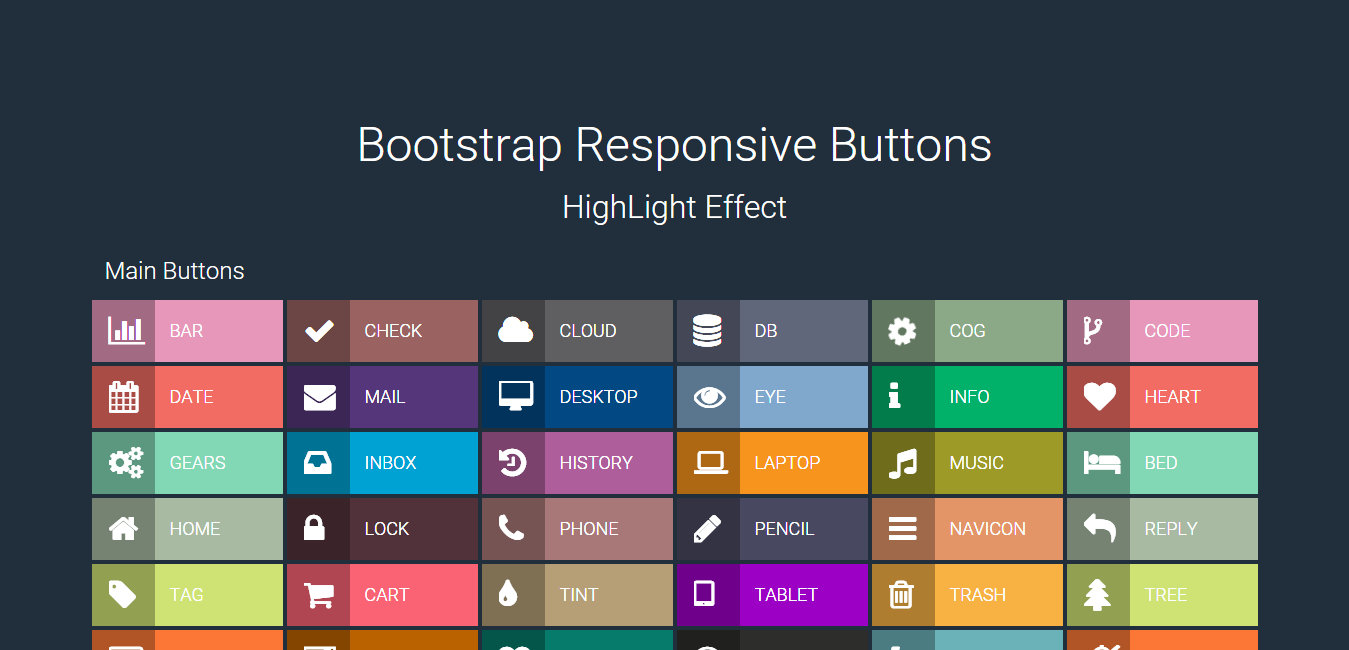 Bootstrap Responsive Buttons
HighLight Effect
Main Buttons
BAR CHECK CLOUD DB COG CODE
DATE MAIL DESKTOP EYE INFO HEART
GEARS INBOX HISTORY LAPTOP MUSIC BED
HOME LOCK PHONE PENCIL NAVICON REPLY
TAG CART TINT TABLET TRASH TREE